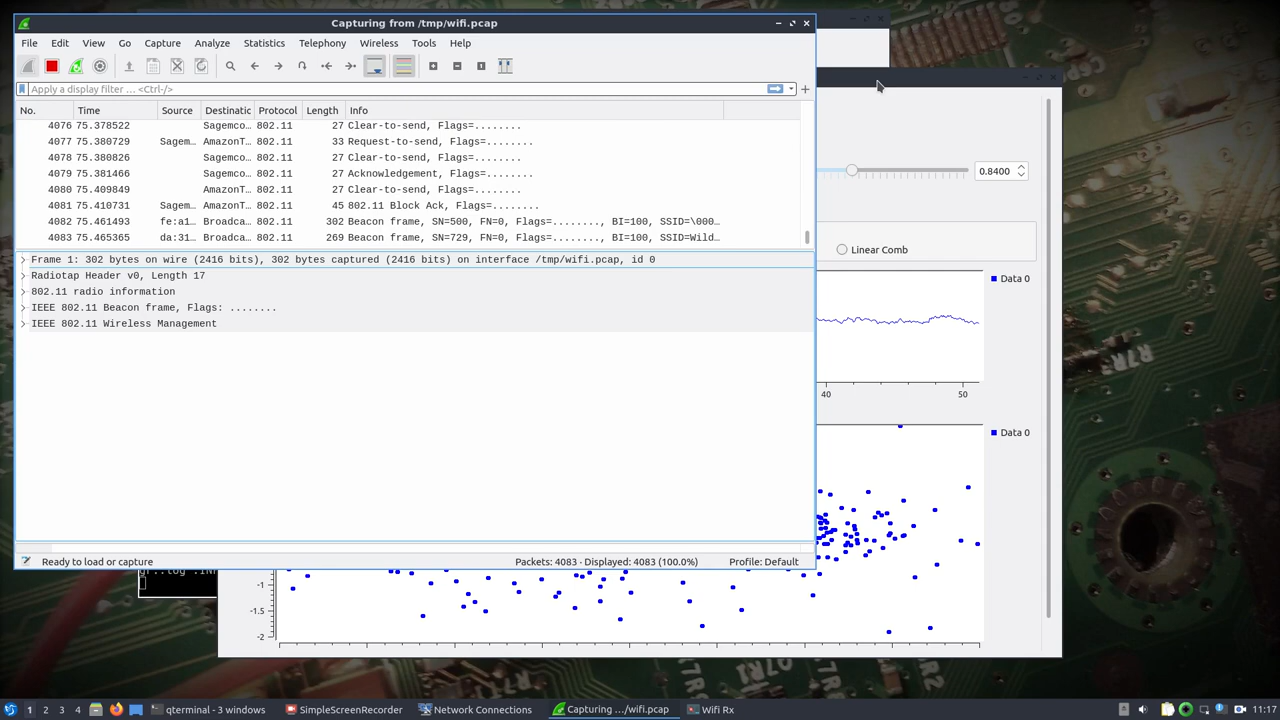 Capturing from /tmp/wifi.pcap
File Edit View Go Capture Analyze Statistics Telephony Wireless Tools Help
Apply a display filter … <Ctrl-/>
No. Time Source Destinatic Protocol Length Info
4076 75.378522 Sagemco… 802.11 27 Clear-to-send, Flags=........
4077 75.380729 Sagem… AmazonT… 802.11 33 Request-to-send, Flags=........
4078 75.380826 Sagemco… 802.11 27 Clear-to-send, Flags=........
4079 75.381466 Sagemco… 802.11 27 Acknowledgement, Flags=........
4080 75.409849 AmazonT… 802.11 27 Clear-to-send, Flags=........
4081 75.410731 Sagem… AmazonT… 802.11 45 802.11 Block Ack, Flags=........
4082 75.461493 fe:a1… Broadca… 802.11 302 Beacon frame, SN=500, FN=0, Flags=........, BI=100, SSID=\000…
4083 75.465365 da:31… Broadca… 802.11 269 Beacon frame, SN=729, FN=0, Flags=........, BI=100, SSID=Wild…
Frame 1: 302 bytes on wire (2416 bits), 302 bytes captured (2416 bits) on interface /tmp/wifi.pcap, id 0
Radiotap Header v0, Length 17
802.11 radio information
IEEE 802.11 Beacon frame, Flags: ........
IEEE 802.11 Wireless Management
Ready to load or capture Packets: 4083 · Displayed: 4083 (100.0%) Profile: Default
0.8400
Linear Comb
Data 0
40 50
Data 0
-1
-1.5
-2
1 2 3 4 qterminal - 3 windows SimpleScreenRecorder Network Connections Capturing …/wifi.pcap Wifi Rx 11:17